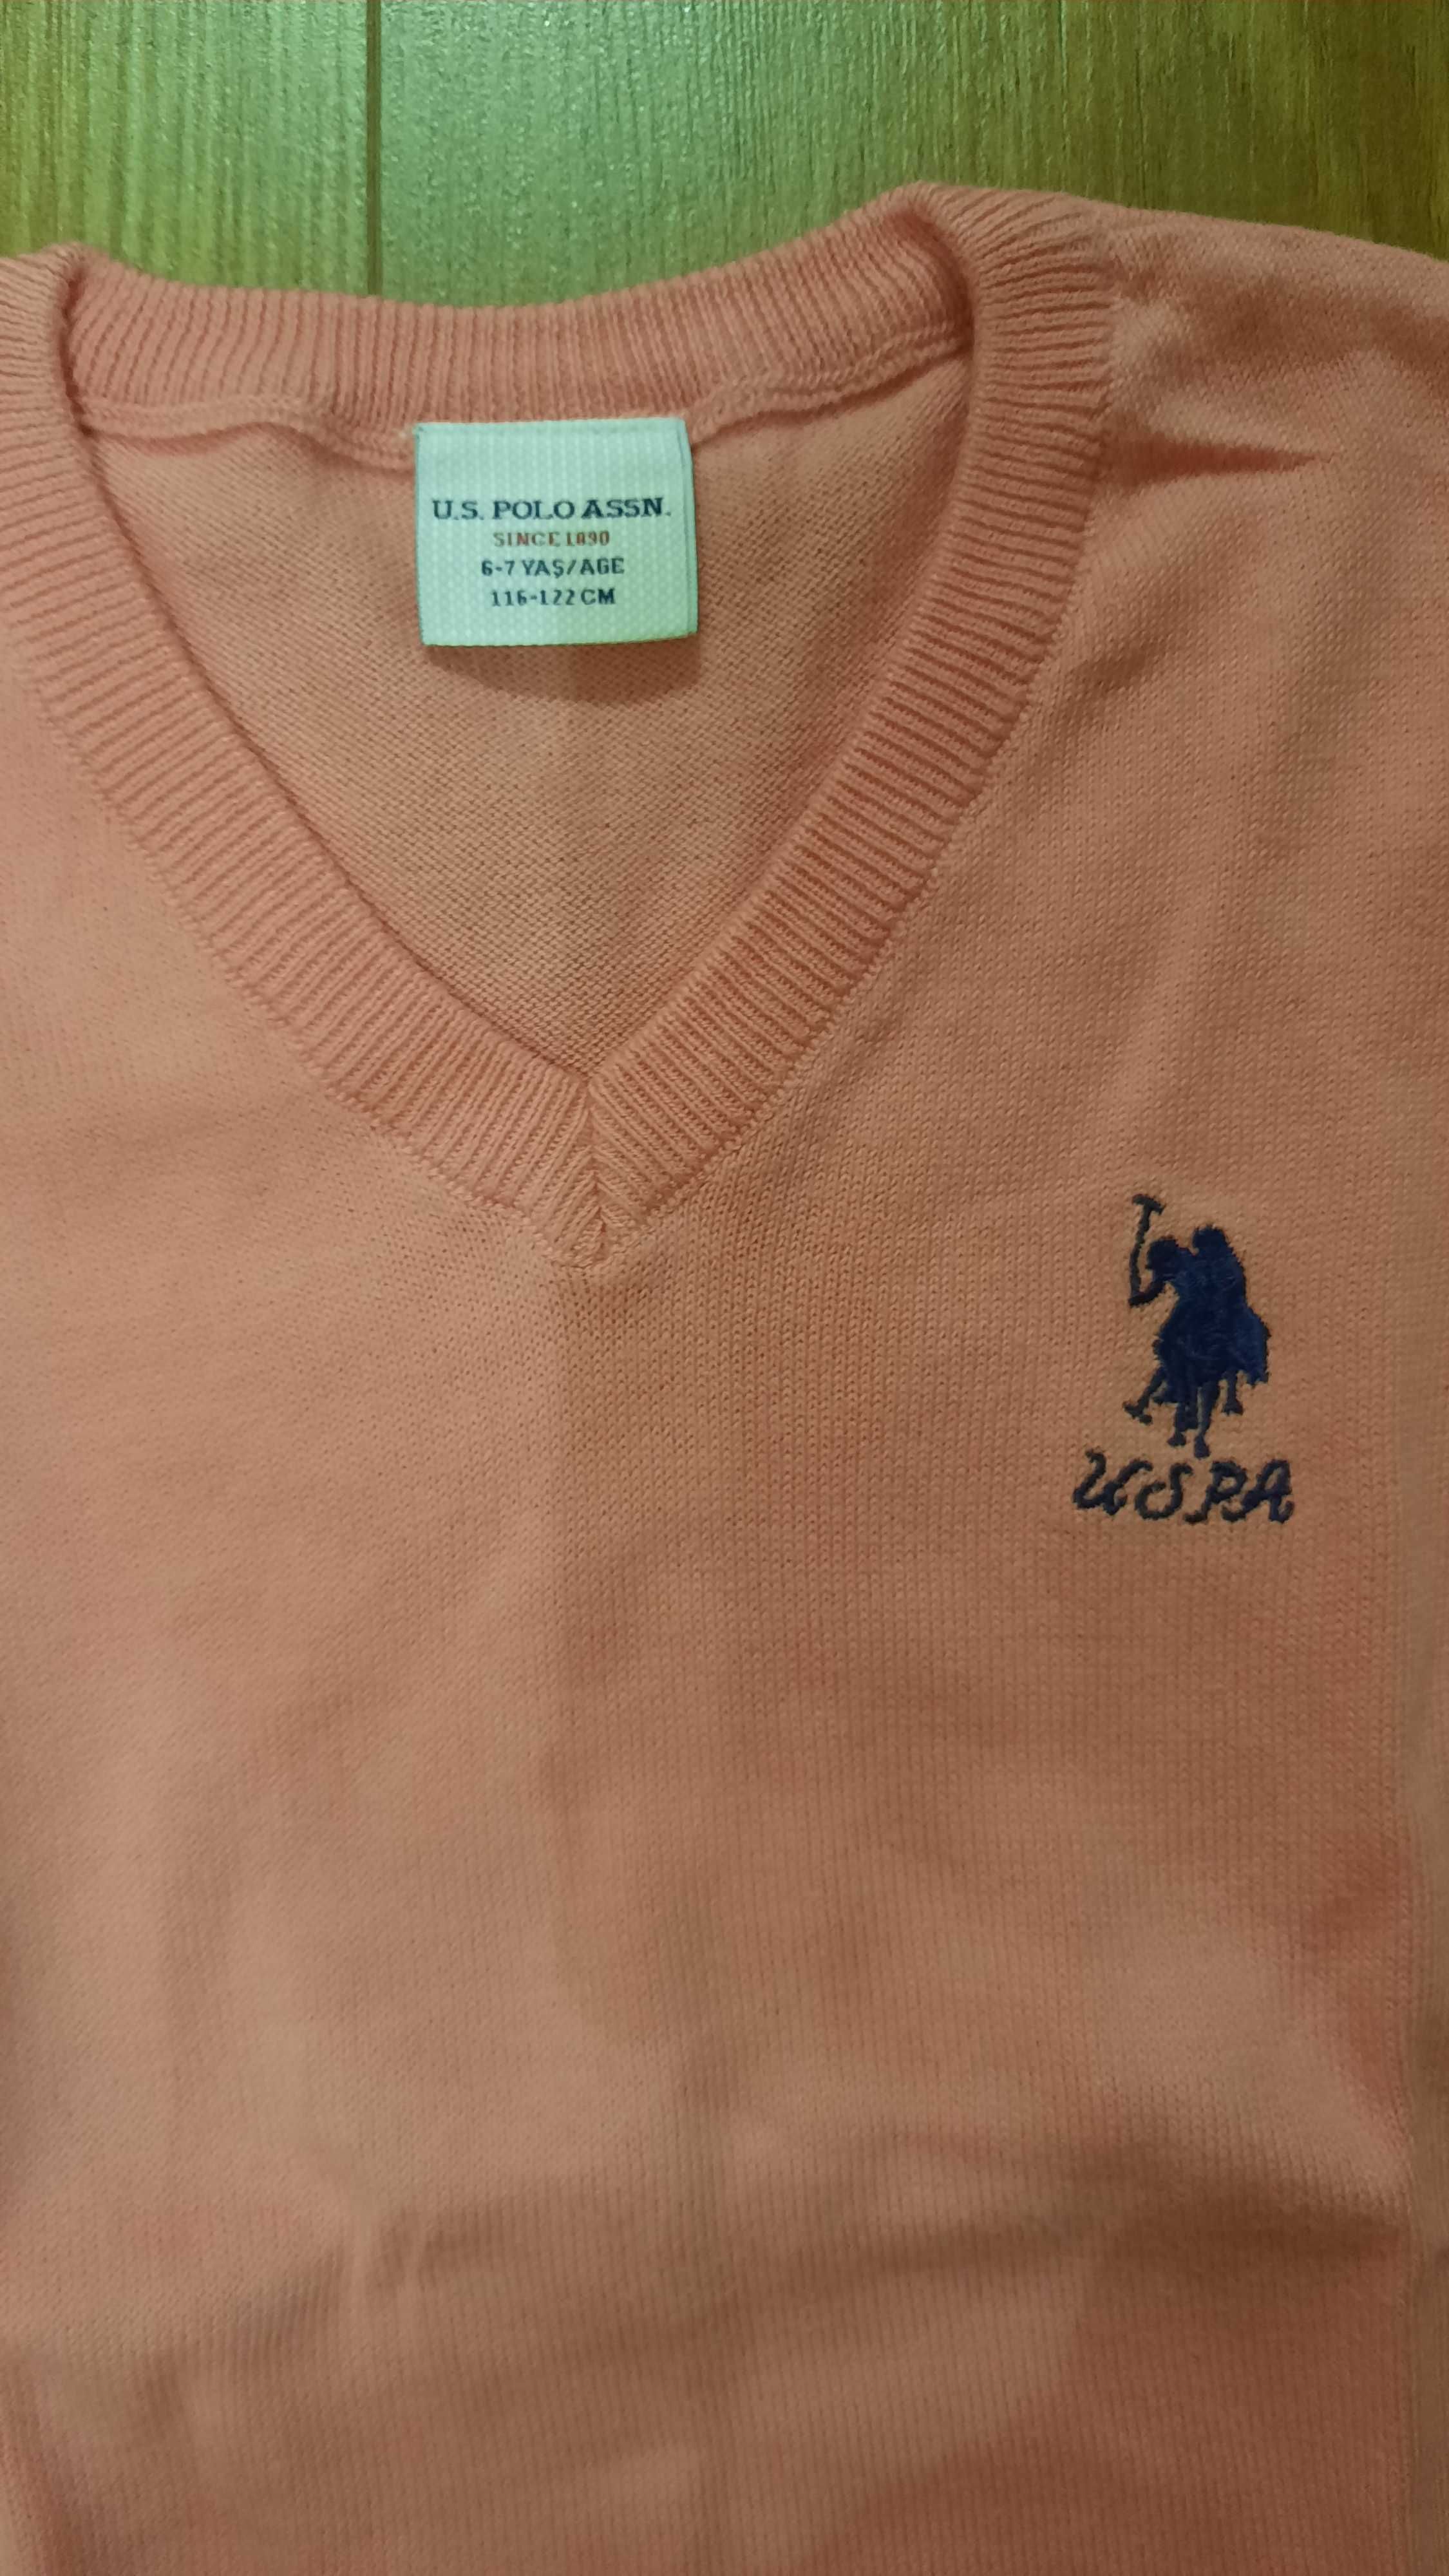 U.S. POLO ASSN.
SINCE 1890
6-7 YAŞ/AGE
116-122 CM
USPA